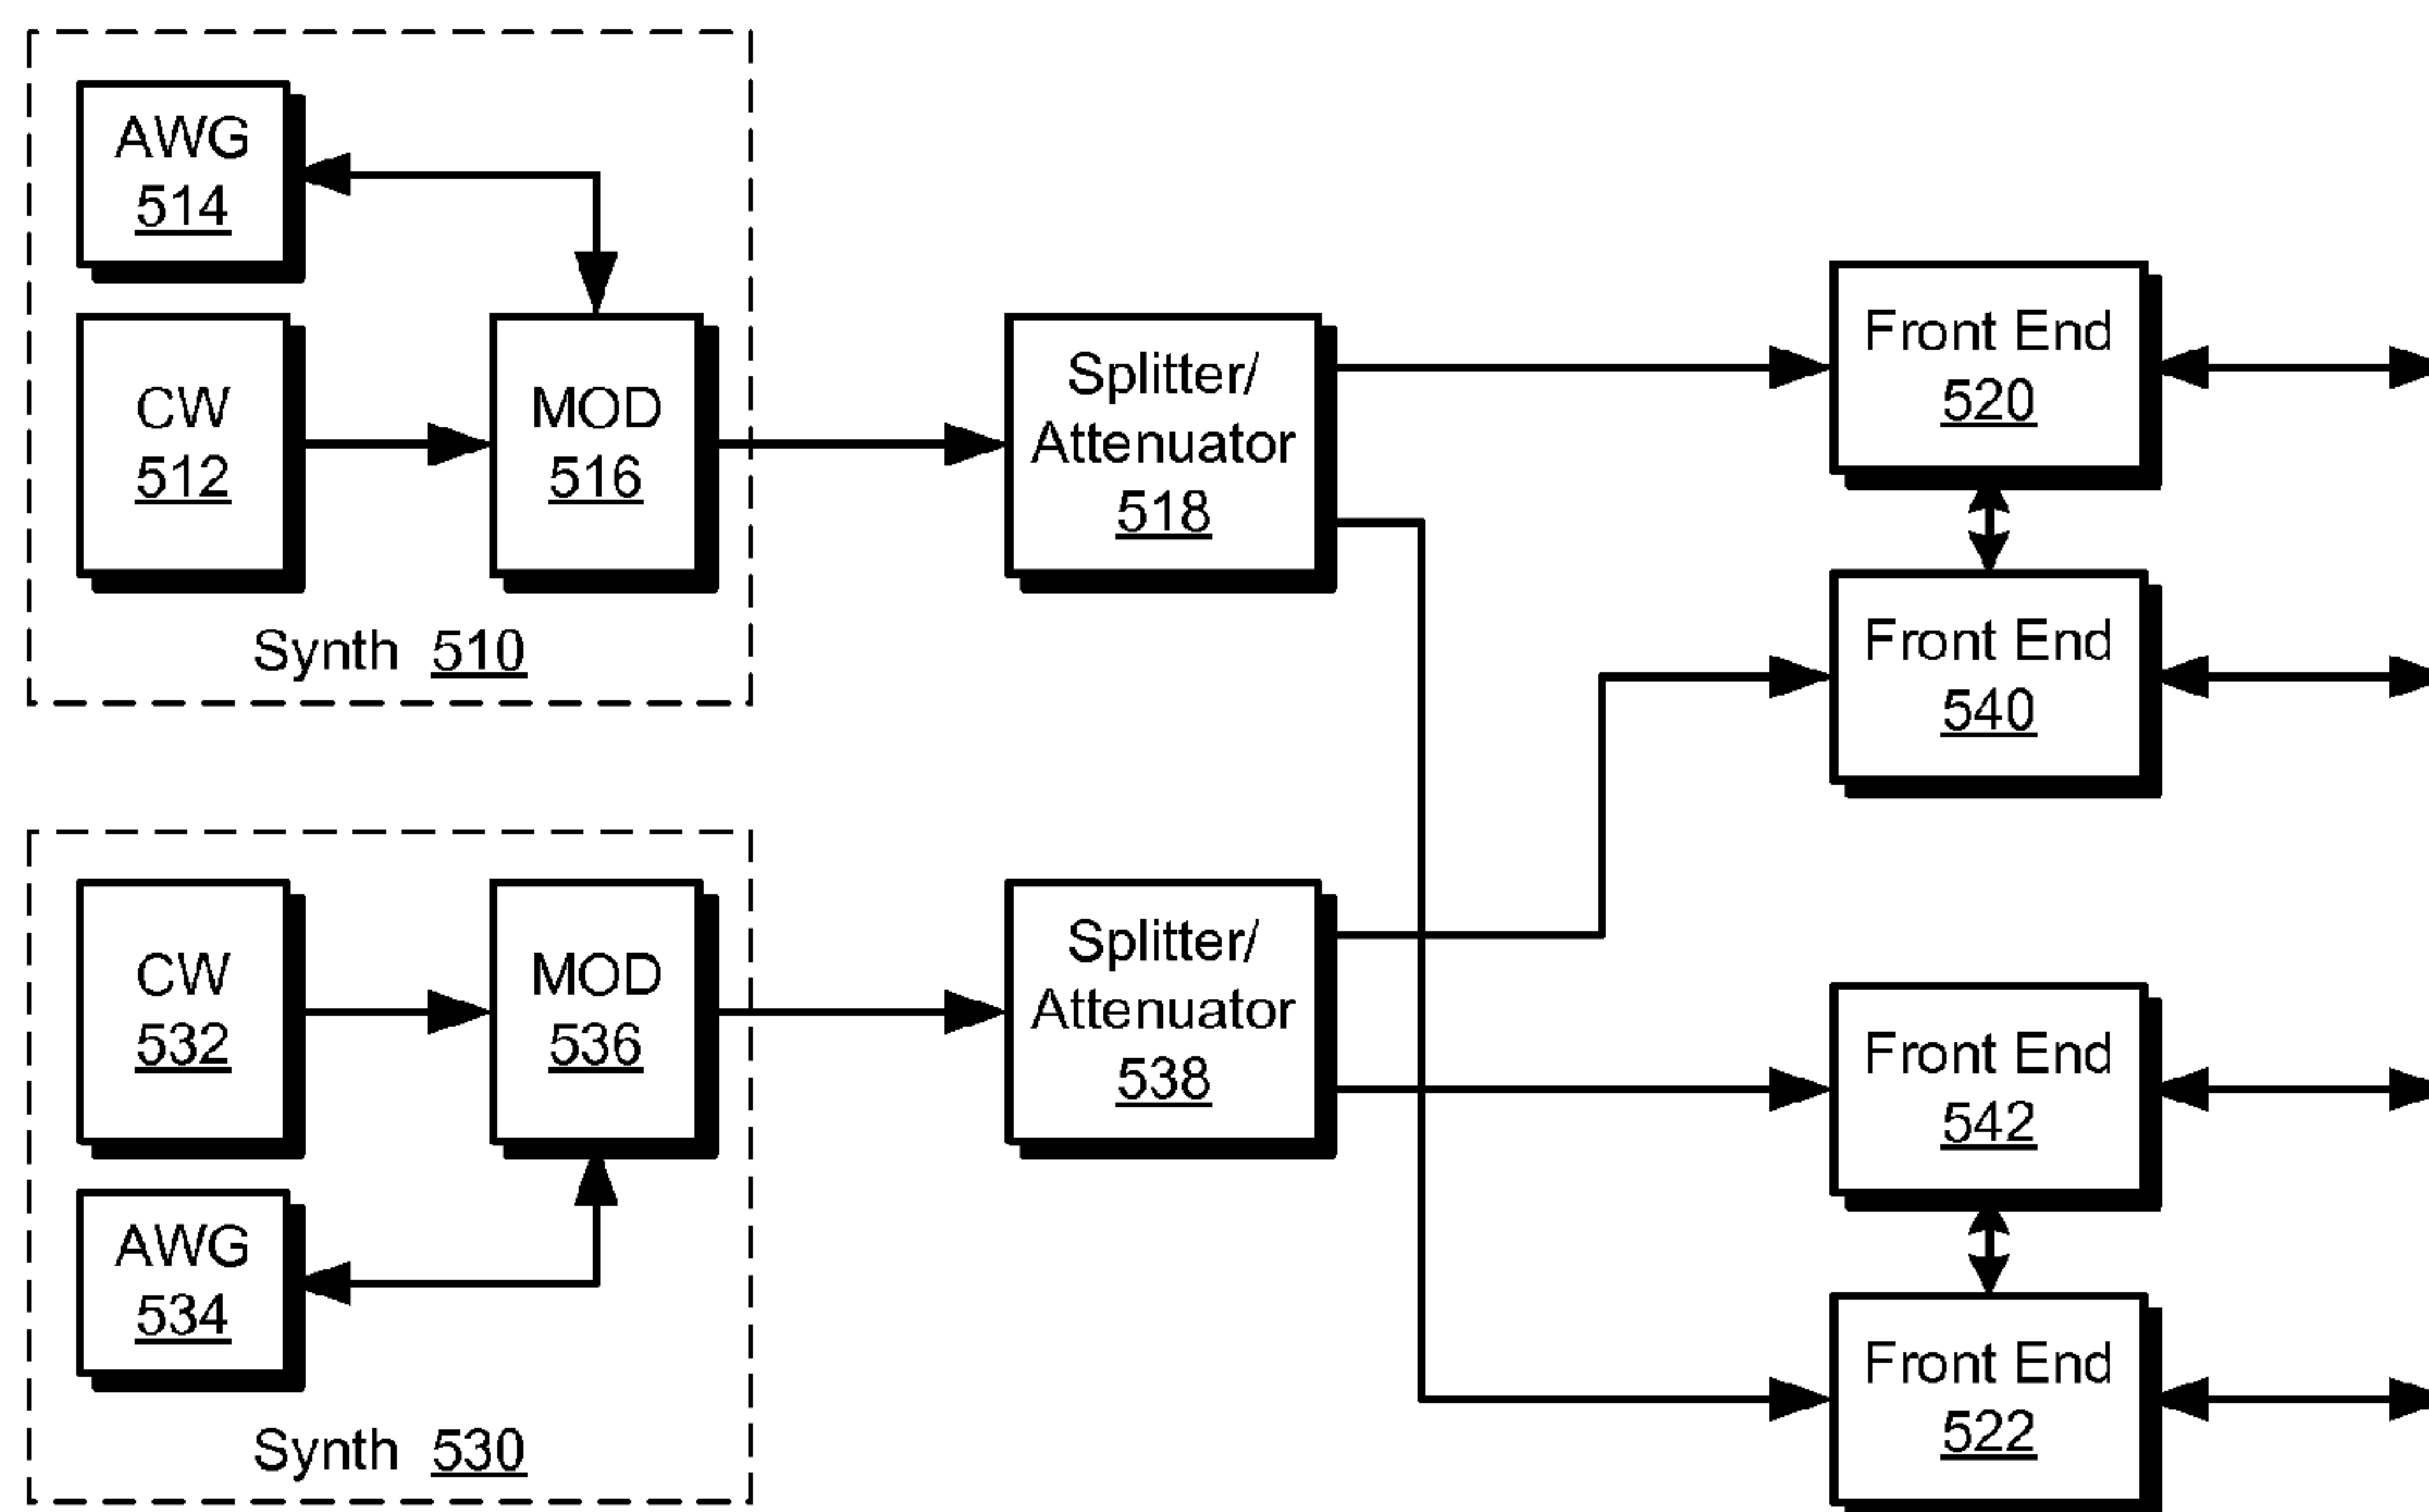 AWG
514
CW
512
MOD
516
Synth 510
Splitter/
Attenuator
518
Front End
520
Front End
540
CW
532
MOD
536
AWG
534
Synth 530
Splitter/
Attenuator
538
Front End
542
Front End
522